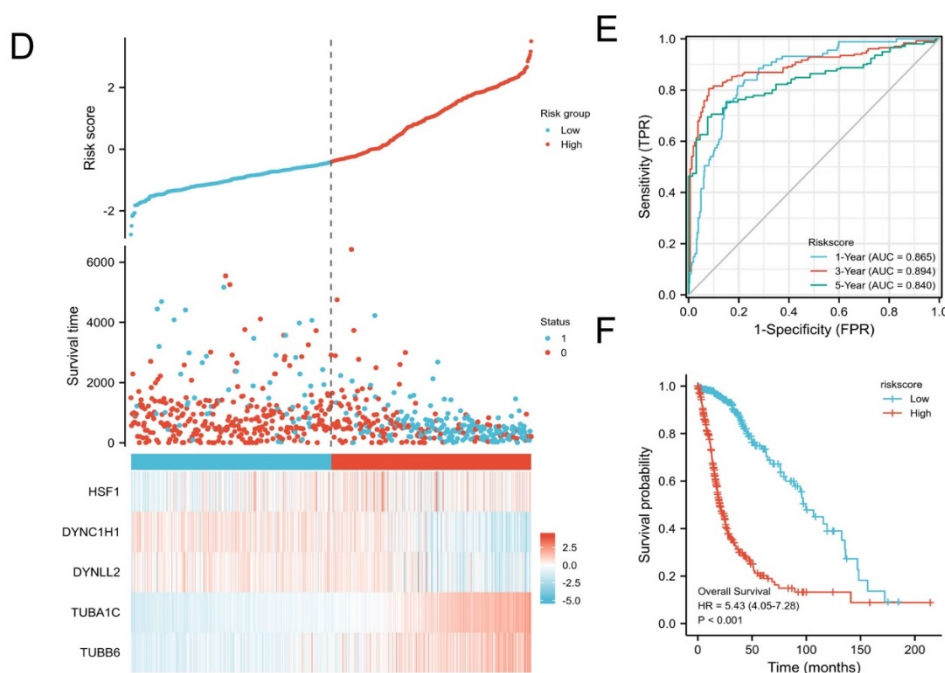 D
Risk score
2
0
-2
Risk group
Low
High
Survival time
6000
4000
2000
0
Status
1
0
HSF1
DYNC1H1
DYNLL2
TUBA1C
TUBB6
2.5
0.0
-2.5
-5.0
E
Sensitivity (TPR)
1.0
0.8
0.6
0.4
0.2
0.0
Riskscore
1-Year (AUC = 0.865)
3-Year (AUC = 0.894)
5-Year (AUC = 0.840)
0.0 0.2 0.4 0.6 0.8 1.0
1-Specificity (FPR)
F
Survival probability
1.0
0.8
0.6
0.4
0.2
0.0
riskscore
Low
High
Overall Survival
HR = 5.43 (4.05-7.28)
P < 0.001
0 50 100 150 200
Time (months)